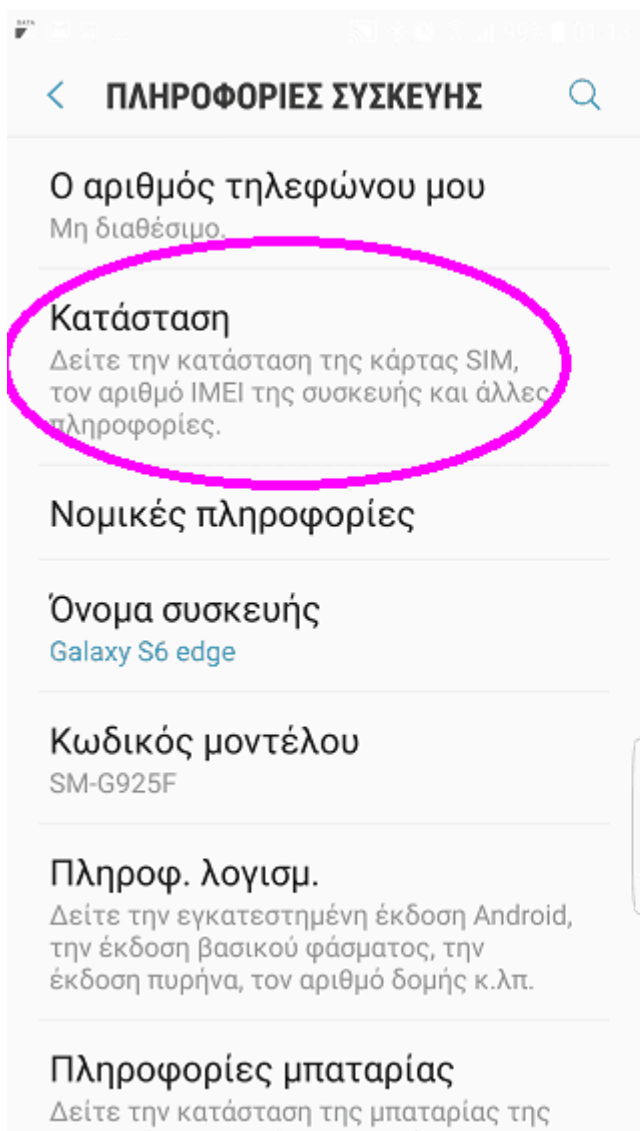 DATA
ΠΛΗΡΟΦΟΡΙΕΣ ΣΥΣΚΕΥΗΣ
Ο αριθμός τηλεφώνου μου
Μη διαθέσιμο.
Κατάσταση
Δείτε την κατάσταση της κάρτας SIM,
τον αριθμό IMEI της συσκευής και άλλες
πληροφορίες.
Νομικές πληροφορίες
Όνομα συσκευής
Galaxy S6 edge
Κωδικός μοντέλου
SM-G925F
Πληροφ. λογισμ.
Δείτε την εγκατεστημένη έκδοση Android,
την έκδοση βασικού φάσματος, την
έκδοση πυρήνα, τον αριθμό δομής κ.λπ.
Πληροφορίες μπαταρίας
Δείτε την κατάσταση της μπαταρίας της